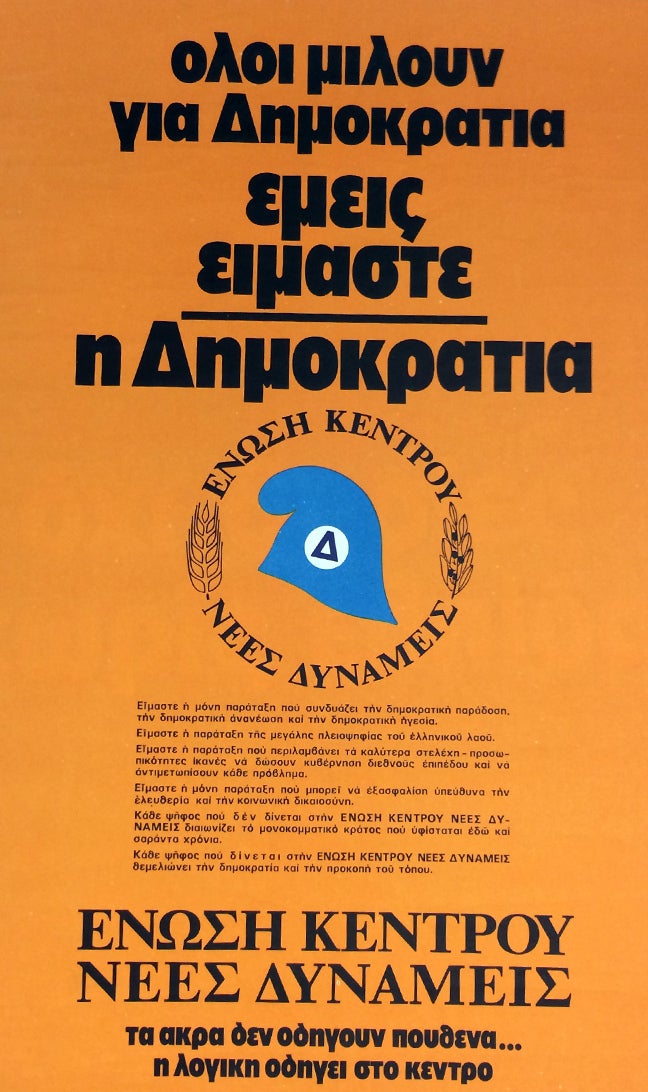 ολοι μιλουν
για Δημοκρατια
εμεις
ειμαστε
η Δημοκρατια
ΕΝΩΣΗ ΚΕΝΤΡΟΥ
Δ
ΝΕΕΣ ΔΥΝΑΜΕΙΣ
Εἴμαστε ἡ μόνη παράταξη πού συνδυάζει τήν δημοκρατική παράδοση,
τήν δημοκρατική ἀνανέωση καί τήν δημοκρατική ἡγεσία.
Εἴμαστε ἡ παράταξη τῆς μεγάλης πλειοψηφίας τοῦ ἑλληνικοῦ λαοῦ.
Εἴμαστε ἡ παράταξη πού περιλαμβάνει τά καλύτερα στελέχη - προσω-
πικότητες ἱκανές νά δώσουν κυβέρνηση διεθνοῦς ἐπιπέδου καί νά
ἀντιμετωπίσουν κάθε πρόβλημα.
Εἴμαστε ἡ μόνη παράταξη πού μπορεῖ νά ἐξασφαλίση ὑπεύθυνα τήν
ἐλευθερία καί τήν κοινωνική δικαιοσύνη.
Κάθε ψῆφος πού δέν δίνεται στήν ΕΝΩΣΗ ΚΕΝΤΡΟΥ ΝΕΕΣ ΔΥ-
ΝΑΜΕΙΣ διαιωνίζει τό μονοκομματικό κράτος πού ὑφίσταται ἐδῶ καί
σαράντα χρόνια.
Κάθε ψῆφος πού δίνεται στήν ΕΝΩΣΗ ΚΕΝΤΡΟΥ ΝΕΕΣ ΔΥΝΑΜΕΙΣ
θεμελιώνει τήν δημοκρατία καί τήν προκοπή τοῦ τόπου.
ΕΝΩΣΗ ΚΕΝΤΡΟΥ
ΝΕΕΣ ΔΥΝΑΜΕΙΣ
τα ακρα δεν οδηγουν πουθενα...
η λογικη οδηγει στο κεντρο